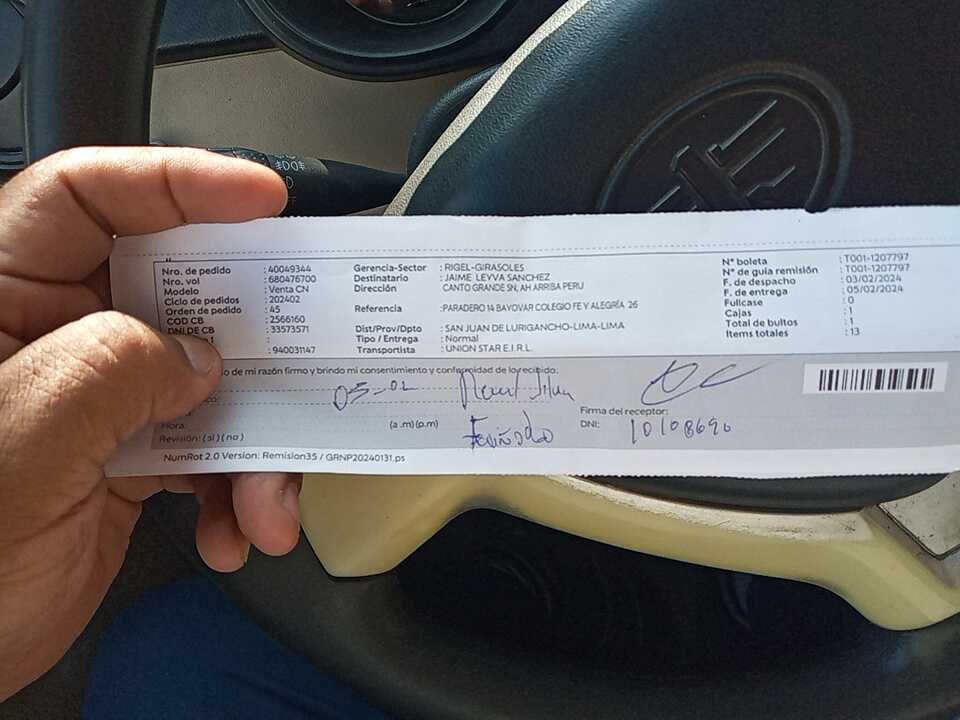 Nro. de pedido : 40049344
Nro. vol : 680476700
Modelo : Venta CN
Ciclo de pedidos : 202402
Orden de pedido : 45
COD CB : 2566160
DNI DE CB : 33573571
: 940031147
Gerencia-Sector : RIGEL-GIRASOLES
Destinatario : JAIME LEYVA SANCHEZ
Dirección CANTO GRANDE SN, AH ARRIBA PERU
Referencia :PARADERO 14 BAYOVAR COLEGIO FE Y ALEGRÍA 26
Dist/Prov/Dpto : SAN JUAN DE LURIGANCHO-LIMA-LIMA
Tipo / Entrega : Normal
Transportista : UNION STAR E.I.R.L.
N° boleta : T001-1207797
N° de guía remisión : T001-1207797
F. de despacho : 03/02/2024
F. de entrega : 05/02/2024
Fullcase : 0
Cajas : 1
Total de bultos : 1
Items totales : 13
so de mi razón firmo y brindo mi consentimiento y conformidad de lo recibido:
05-02
Hora: (a .m) (p.m)
Firma del receptor:
DNI: 10108690
Revisión: (si) (no)
NumRot 2.0 Version: Remision35 / GRNP20240131.ps